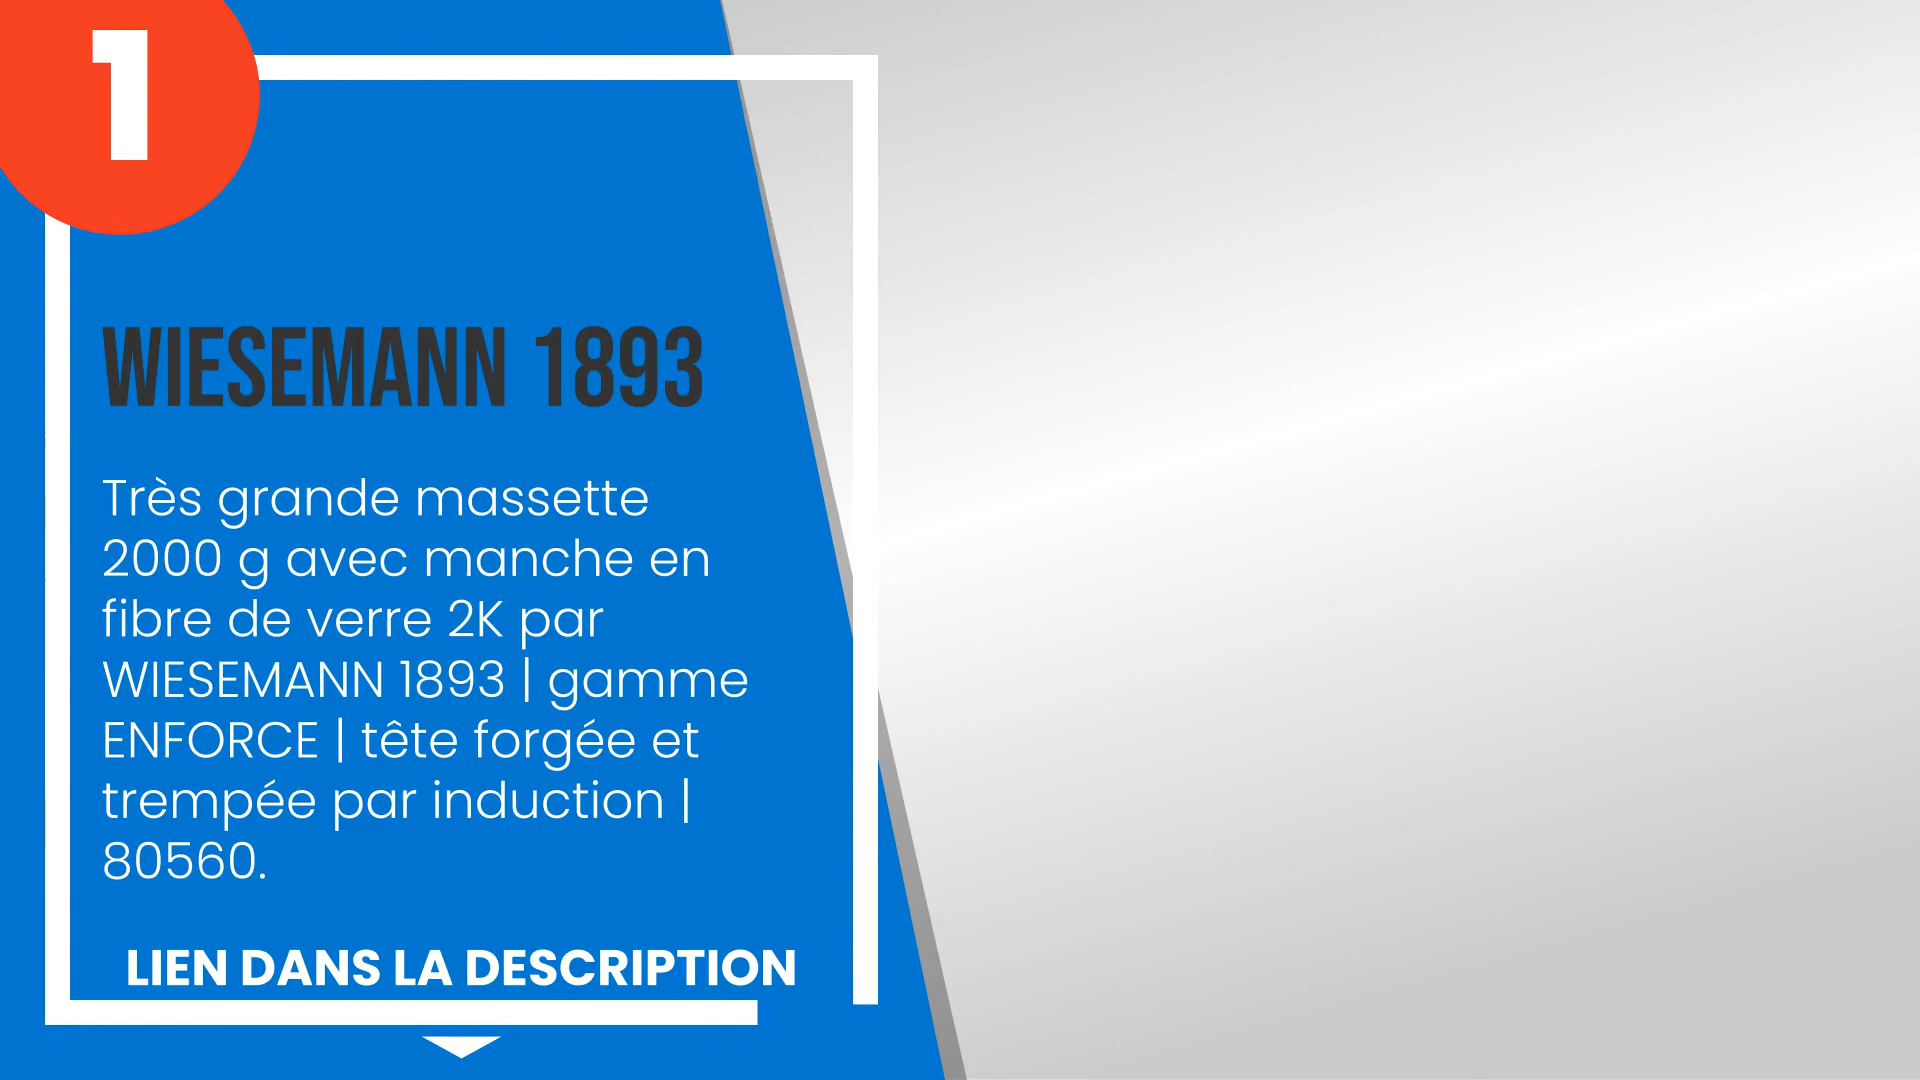 1
WIESEMANN 1893
Très grande massette
2000 g avec manche en
fibre de verre 2K par
WIESEMANN 1893 | gamme
ENFORCE | tête forgée et
trempée par induction |
80560.
LIEN DANS LA DESCRIPTION